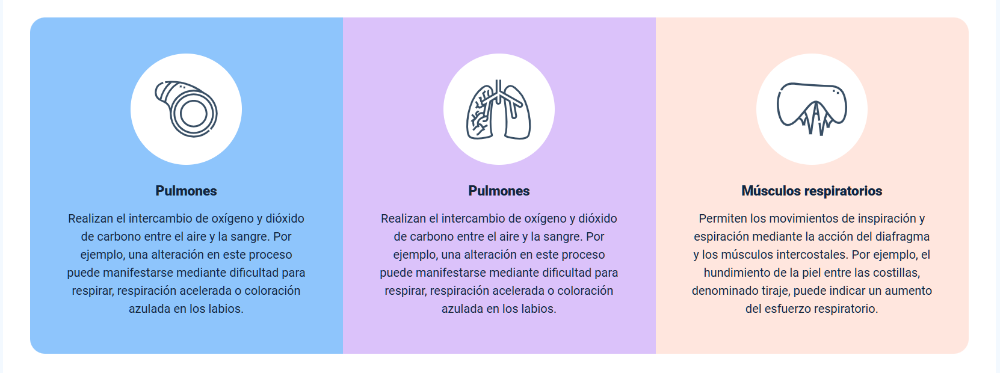 Pulmones
Realizan el intercambio de oxígeno y dióxido
de carbono entre el aire y la sangre. Por
ejemplo, una alteración en este proceso
puede manifestarse mediante dificultad para
respirar, respiración acelerada o coloración
azulada en los labios.
Pulmones
Realizan el intercambio de oxígeno y dióxido
de carbono entre el aire y la sangre. Por
ejemplo, una alteración en este proceso
puede manifestarse mediante dificultad para
respirar, respiración acelerada o coloración
azulada en los labios.
Músculos respiratorios
Permiten los movimientos de inspiración y
espiración mediante la acción del diafragma
y los músculos intercostales. Por ejemplo, el
hundimiento de la piel entre las costillas,
denominado tiraje, puede indicar un aumento
del esfuerzo respiratorio.